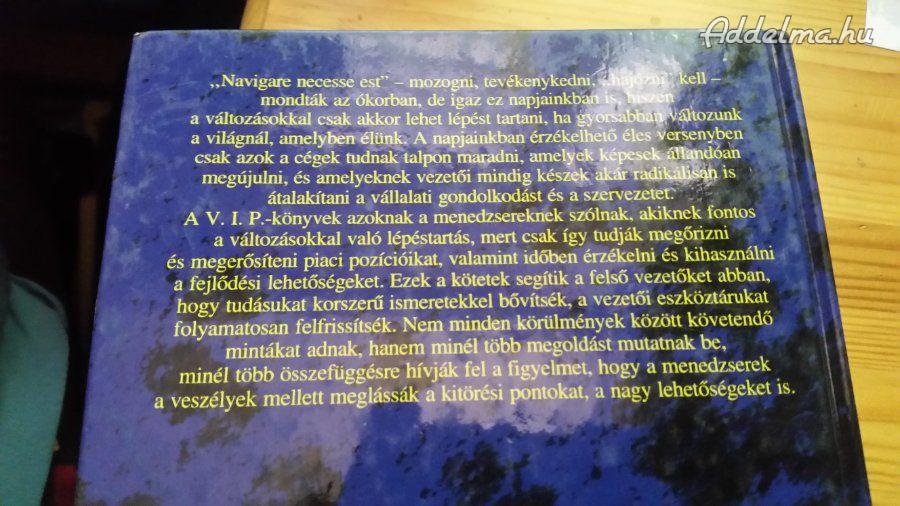 Addelma.hu
„Navigare necesse est” – mozogni, tevékenykedni, „hajózni” kell –
mondták az ókorban, de igaz ez napjainkban is, hiszen
a változásokkal csak akkor lehet lépést tartani, ha gyorsabban változunk
a világnál, amelyben élünk. A napjainkban érzékelhető éles versenyben
csak azok a cégek tudnak talpon maradni, amelyek képesek állandóan
megújulni, és amelyeknek vezetői mindig készek akár radikálisan is
átalakítani a vállalati gondolkodást és a szervezetet.
A V. I. P.-könyvek azoknak a menedzsereknek szólnak, akiknek fontos
a változásokkal való lépéstartás, mert csak így tudják megőrizni
és megerősíteni piaci pozícióikat, valamint időben érzékelni és kihasználni
a fejlődési lehetőségeket. Ezek a kötetek segítik a felső vezetőket abban,
hogy tudásukat korszerű ismeretekkel bővítsék, a vezetői eszköztárukat
folyamatosan felfrissítsék. Nem minden körülmények között követendő
mintákat adnak, hanem minél több megoldást mutatnak be,
minél több összefüggésre hívják fel a figyelmet, hogy a menedzserek
a veszélyek mellett meglássák a kitörési pontokat, a nagy lehetőségeket is.